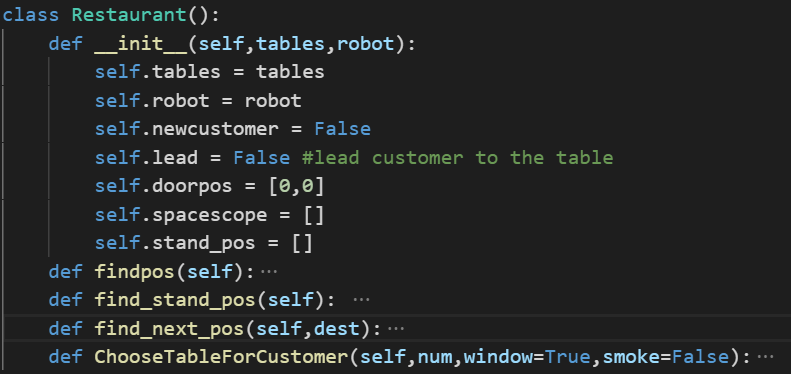 class Restaurant():
    def __init__(self,tables,robot):
        self.tables = tables
        self.robot = robot
        self.newcustomer = False
        self.lead = False #lead customer to the table
        self.doorpos = [0,0]
        self.spacescope = []
        self.stand_pos = []
    def findpos(self):···
    def find_stand_pos(self): ···
    def find_next_pos(self,dest):···
    def ChooseTableForCustomer(self,num,window=True,smoke=False):···